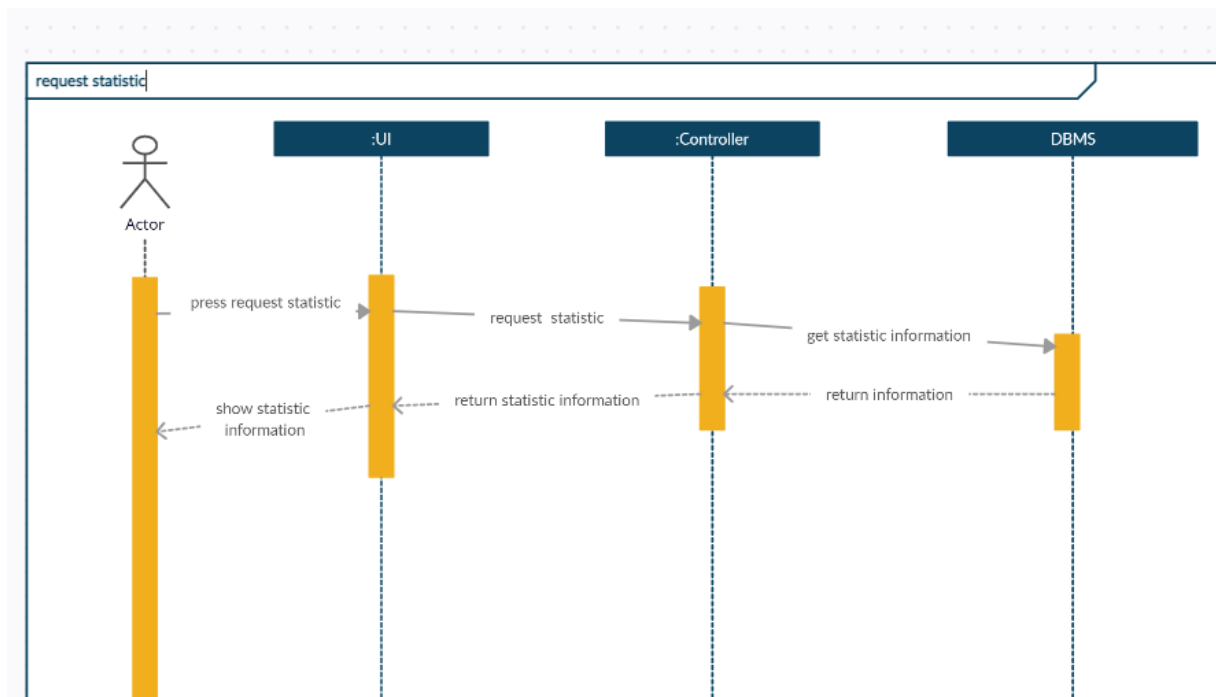 request statistic
:UI
:Controller
DBMS
Actor
press request statistic
request statistic
get statistic information
show statistic
information
return statistic information
return information